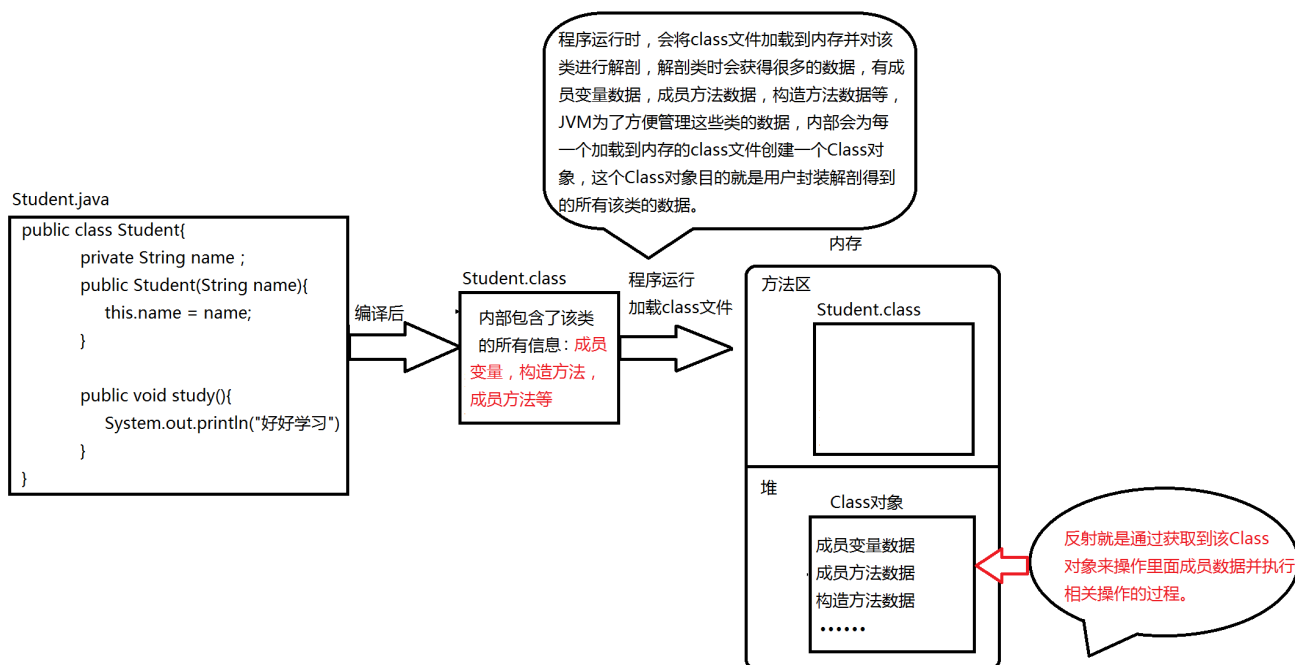 程序运行时，会将class文件加载到内存并对该
类进行解剖，解剖类时会获得很多的数据，有成
员变量数据，成员方法数据，构造方法数据等，
JVM为了方便管理这些类的数据，内部会为每
一个加载到内存的class文件创建一个Class对
象，这个Class对象目的就是用户封装解剖得到
的所有该类的数据。
Student.java
public class Student{
private String name ;
public Student(String name){
this.name = name;
}
public void study(){
System.out.println("好好学习")
}
}
编译后
Student.class
内部包含了该类
的所有信息：成员
变量，构造方法，
成员方法等
程序运行
加载class文件
内存
方法区
Student.class
堆
Class对象
成员变量数据
成员方法数据
构造方法数据
······
反射就是通过获取到该Class
对象来操作里面成员数据并执行
相关操作的过程。